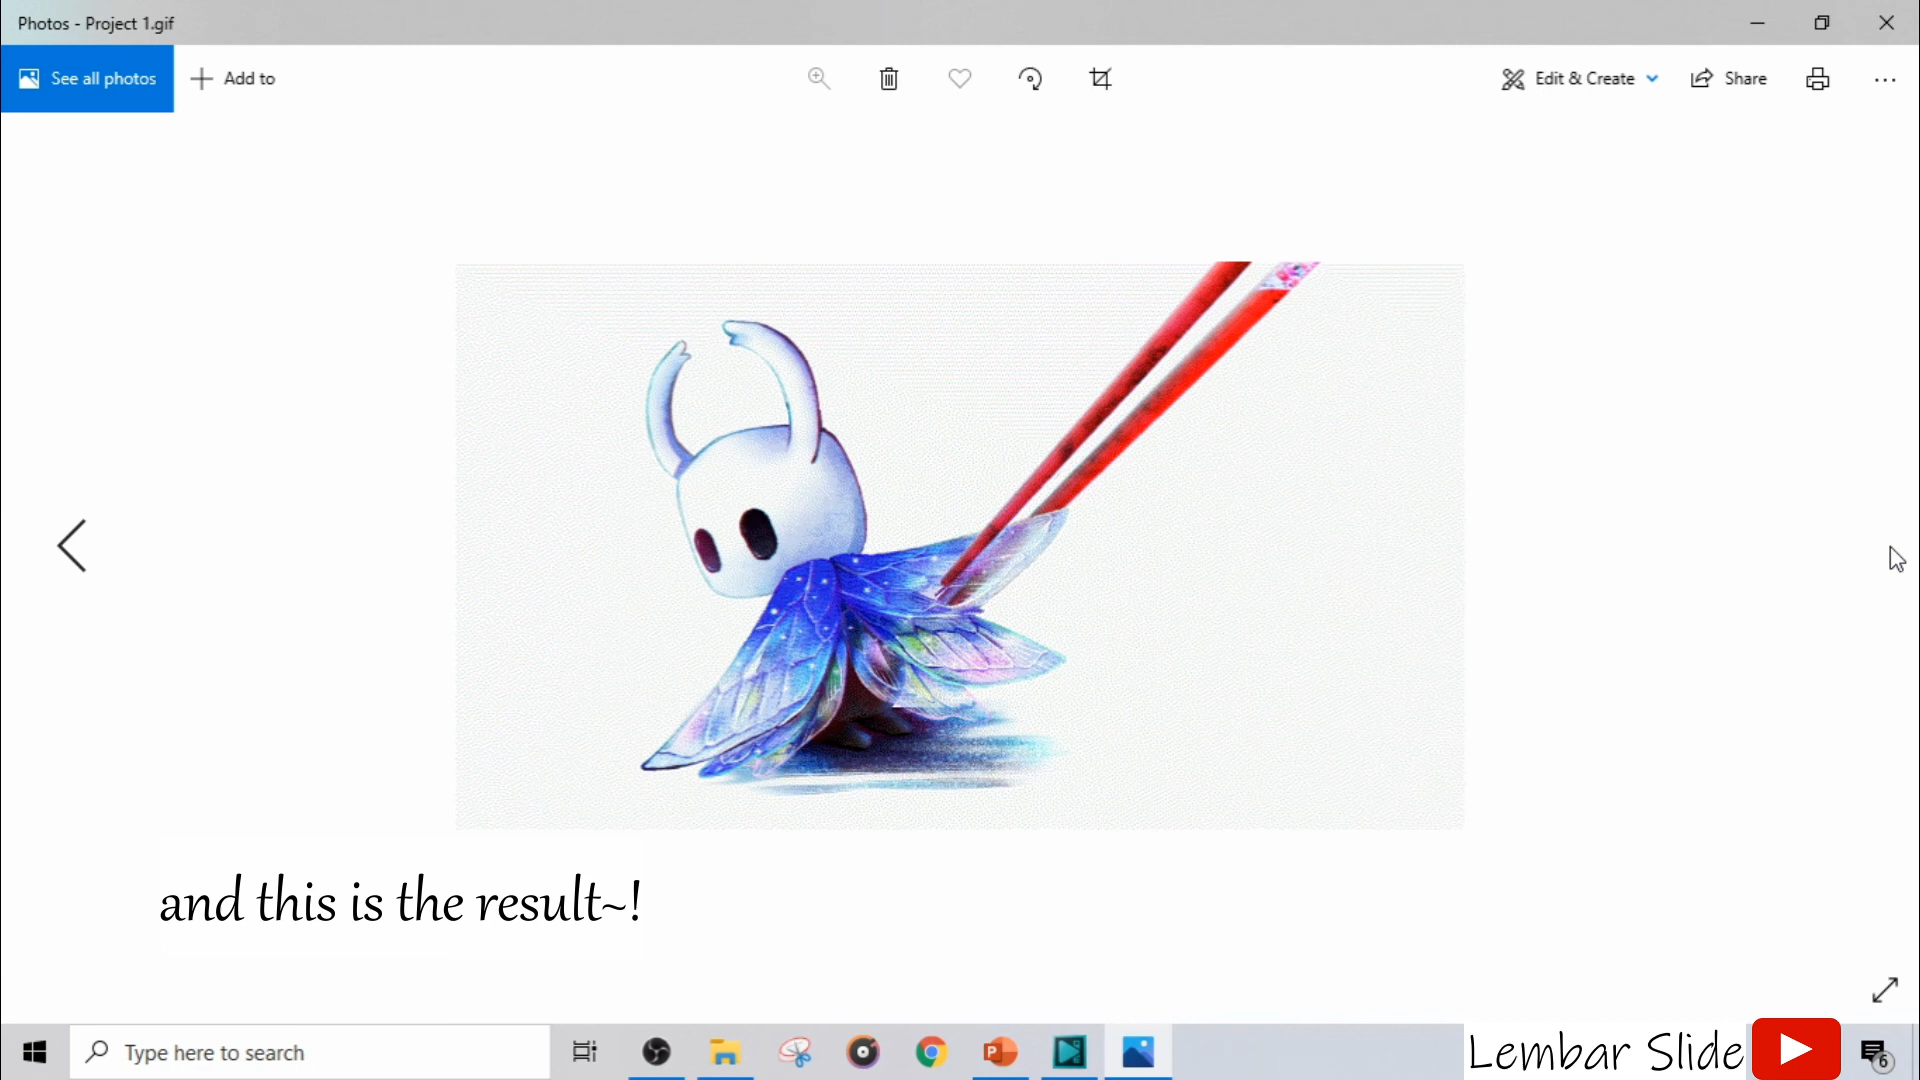 Photos - Project 1.gif
See all photos
Add to
Edit & Create
Share
and this is the result~!
Type here to search
Lembar Slide
6